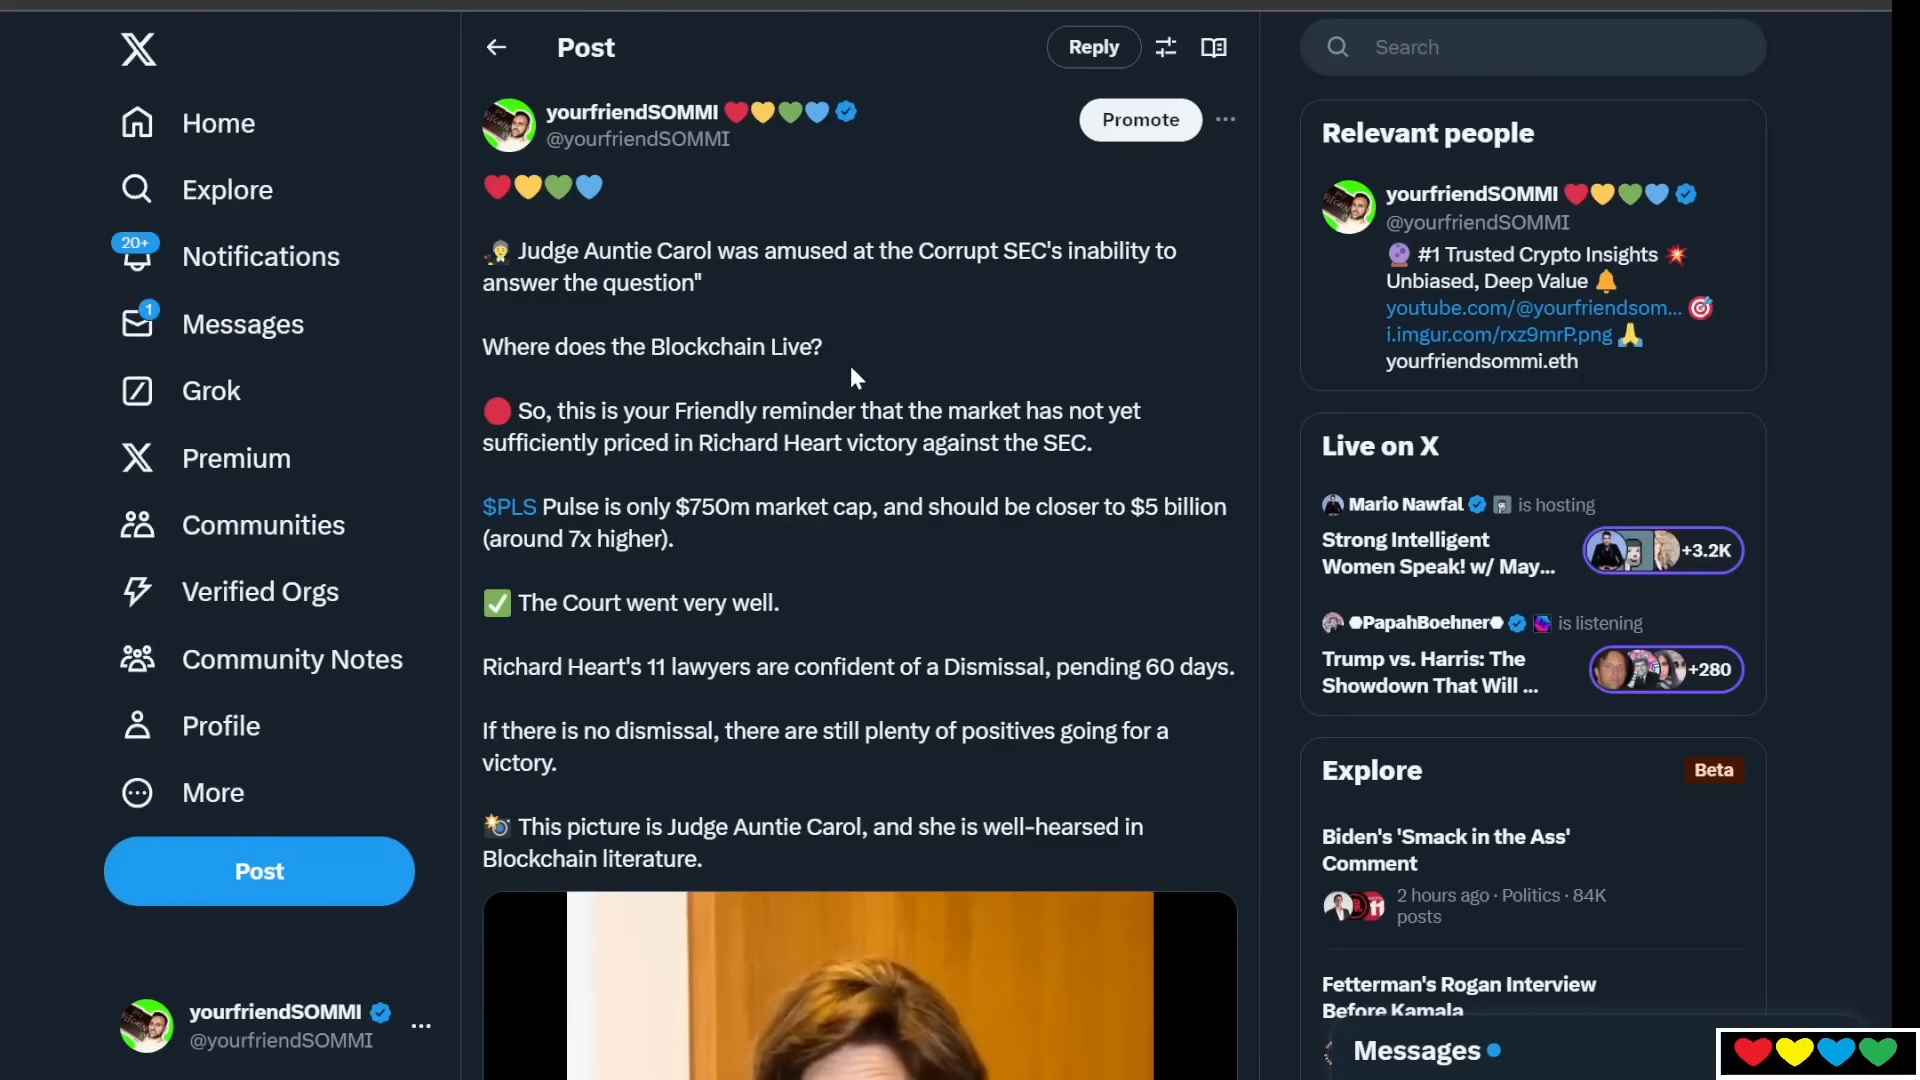 Home
Explore
20+
Notifications
1
Messages
Grok
Premium
Communities
Verified Orgs
Community Notes
Profile
More
Post
yourfriendSOMMI
@yourfriendSOMMI
Post
Reply
yourfriendSOMMI
@yourfriendSOMMI
Promote
Judge Auntie Carol was amused at the Corrupt SEC's inability to
answer the question"
Where does the Blockchain Live?
So, this is your Friendly reminder that the market has not yet
sufficiently priced in Richard Heart victory against the SEC.
$PLS Pulse is only $750m market cap, and should be closer to $5 billion
(around 7x higher).
The Court went very well.
Richard Heart's 11 lawyers are confident of a Dismissal, pending 60 days.
If there is no dismissal, there are still plenty of positives going for a
victory.
This picture is Judge Auntie Carol, and she is well-hearsed in
Blockchain literature.
Search
Relevant people
yourfriendSOMMI
@yourfriendSOMMI
#1 Trusted Crypto Insights
Unbiased, Deep Value
youtube.com/@yourfriendsom...
i.imgur.com/rxz9mrP.png
yourfriendsommi.eth
Live on X
Mario Nawfal is hosting
Strong Intelligent
Women Speak! w/ May...
+3.2K
PapahBoehner is listening
Trump vs. Harris: The
Showdown That Will ...
+280
Explore
Beta
Biden's 'Smack in the Ass'
Comment
2 hours ago · Politics · 84K
posts
Fetterman's Rogan Interview
Before Kamala
Messages